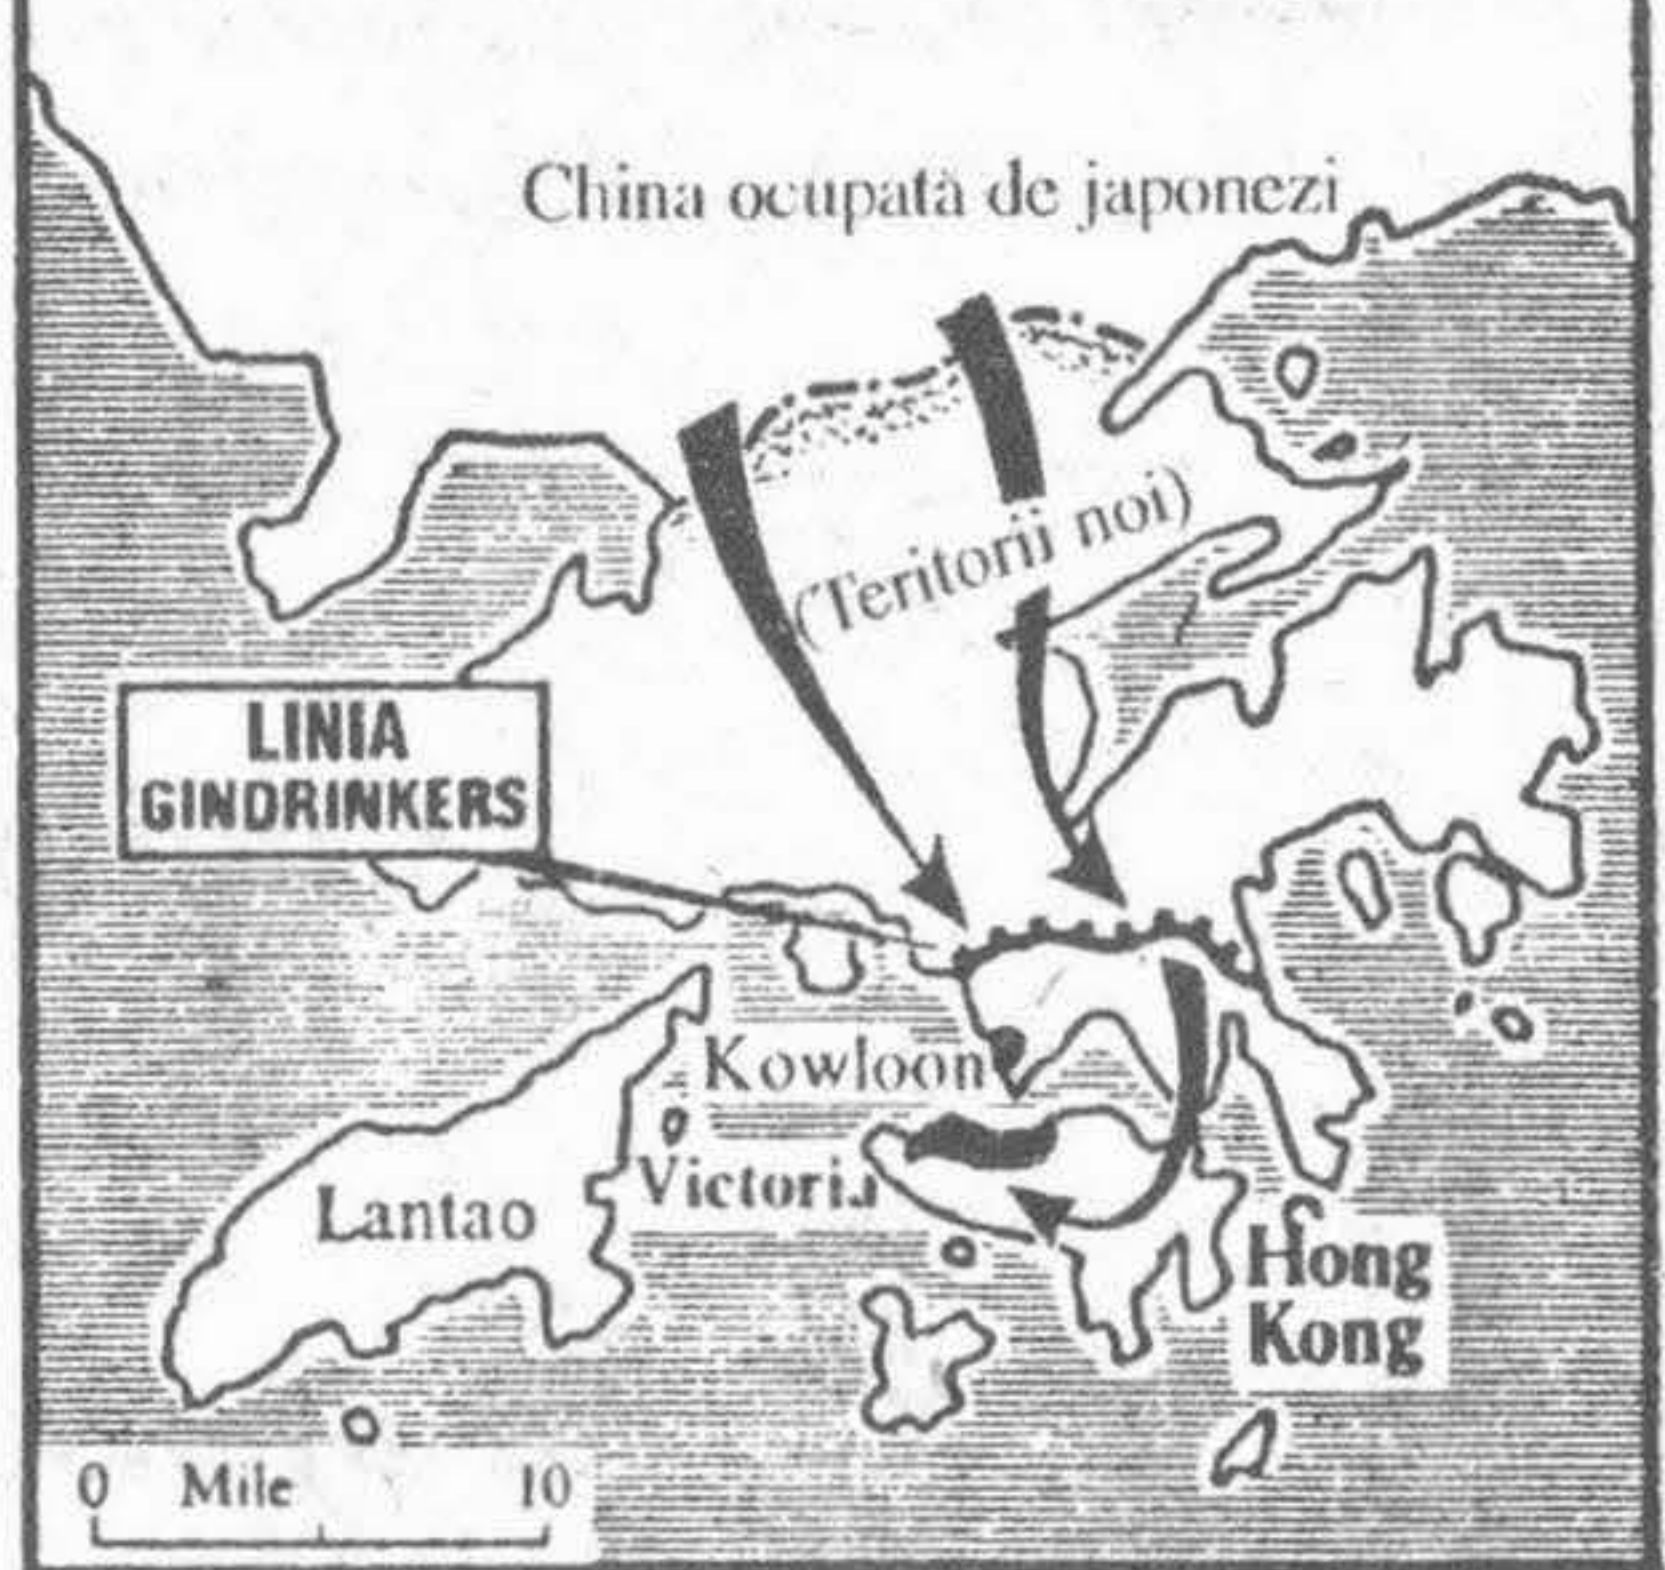 China ocupată de japonezi
(Teritorii noi)
LINIA
GINDRINKERS
Kowloon
Victoria
Lantao
Hong
Kong
0 Mile 10